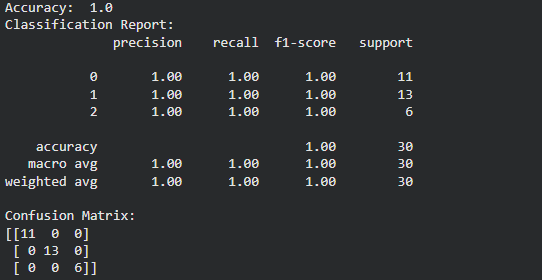 Accuracy:  1.0
Classification Report:
              precision    recall  f1-score   support

           0       1.00      1.00      1.00        11
           1       1.00      1.00      1.00        13
           2       1.00      1.00      1.00         6

    accuracy                           1.00        30
   macro avg       1.00      1.00      1.00        30
weighted avg       1.00      1.00      1.00        30

Confusion Matrix:
[[11  0  0]
 [ 0 13  0]
 [ 0  0  6]]